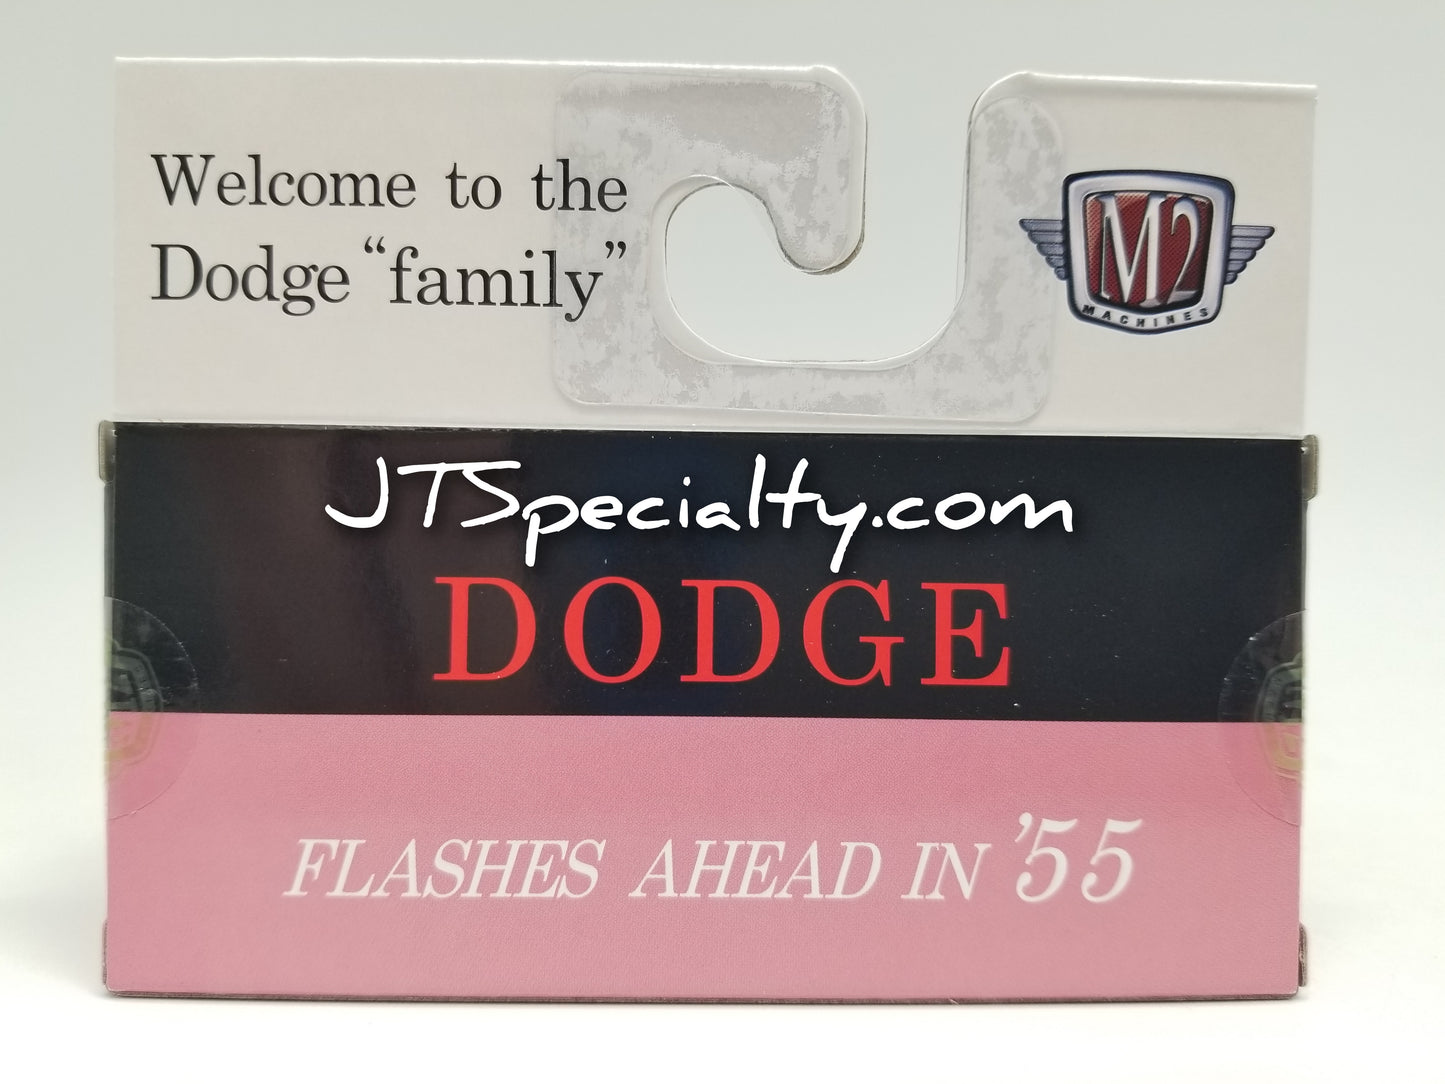 Welcome to the
Dodge “family”
M2
MACHINES
JTSpecialty.com
DODGE
FLASHES AHEAD IN ’55